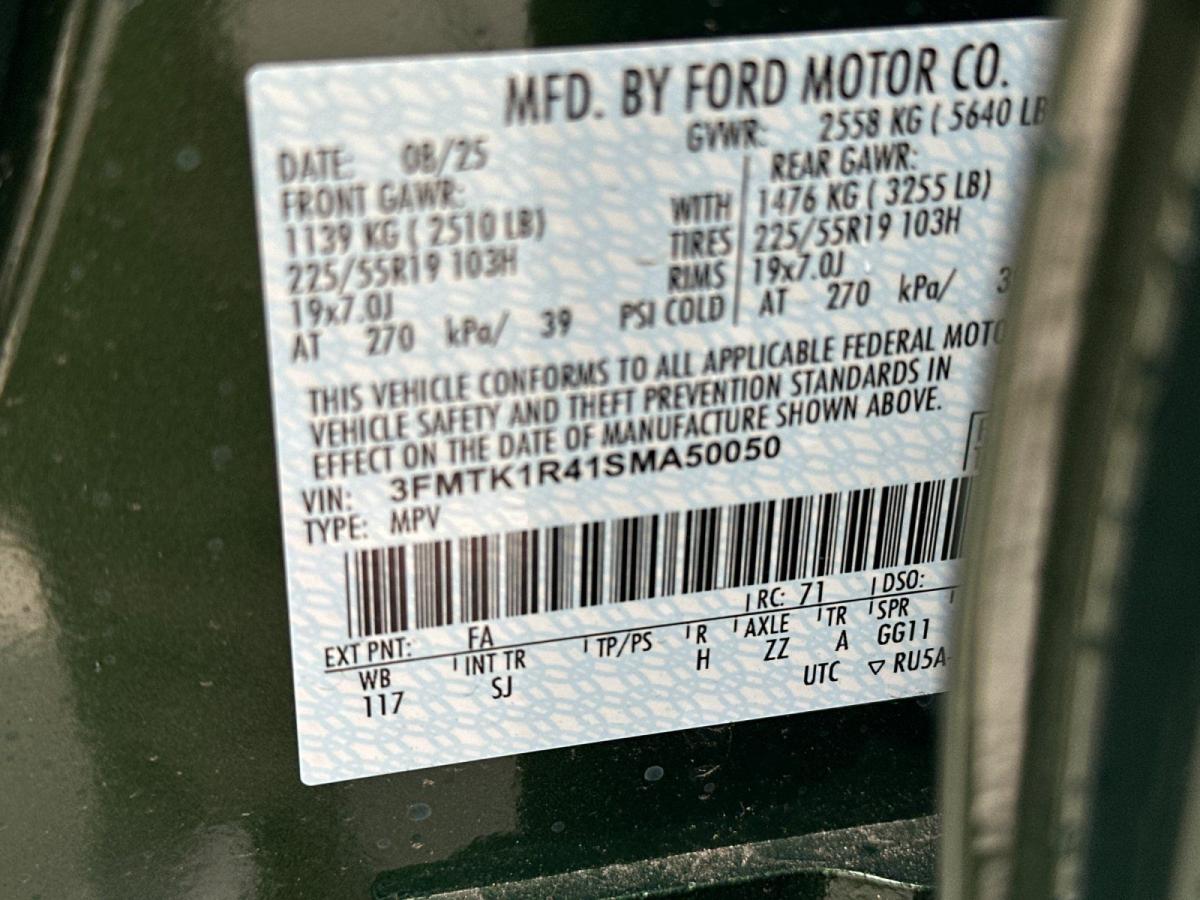 MFD. BY FORD MOTOR CO.
DATE: 08/25 GVWR: 2558 KG ( 5640 LB
FRONT GAWR: REAR GAWR:
1139 KG ( 2510 LB) WITH 1476 KG ( 3255 LB)
225/55R19 103H TIRES 225/55R19 103H
19x7.0J RIMS 19x7.0J
AT 270 kPa/ 39 PSI COLD AT 270 kPa/ 3
THIS VEHICLE CONFORMS TO ALL APPLICABLE FEDERAL MOTO
VEHICLE SAFETY AND THEFT PREVENTION STANDARDS IN
EFFECT ON THE DATE OF MANUFACTURE SHOWN ABOVE.
VIN: 3FMTK1R41SMA50050
TYPE: MPV
EXT PNT: FA RC: 71 DSO:
WB INT TR TP/PS R AXLE TR SPR
117 SJ H ZZ A GG11
UTC ▽ RU5A-